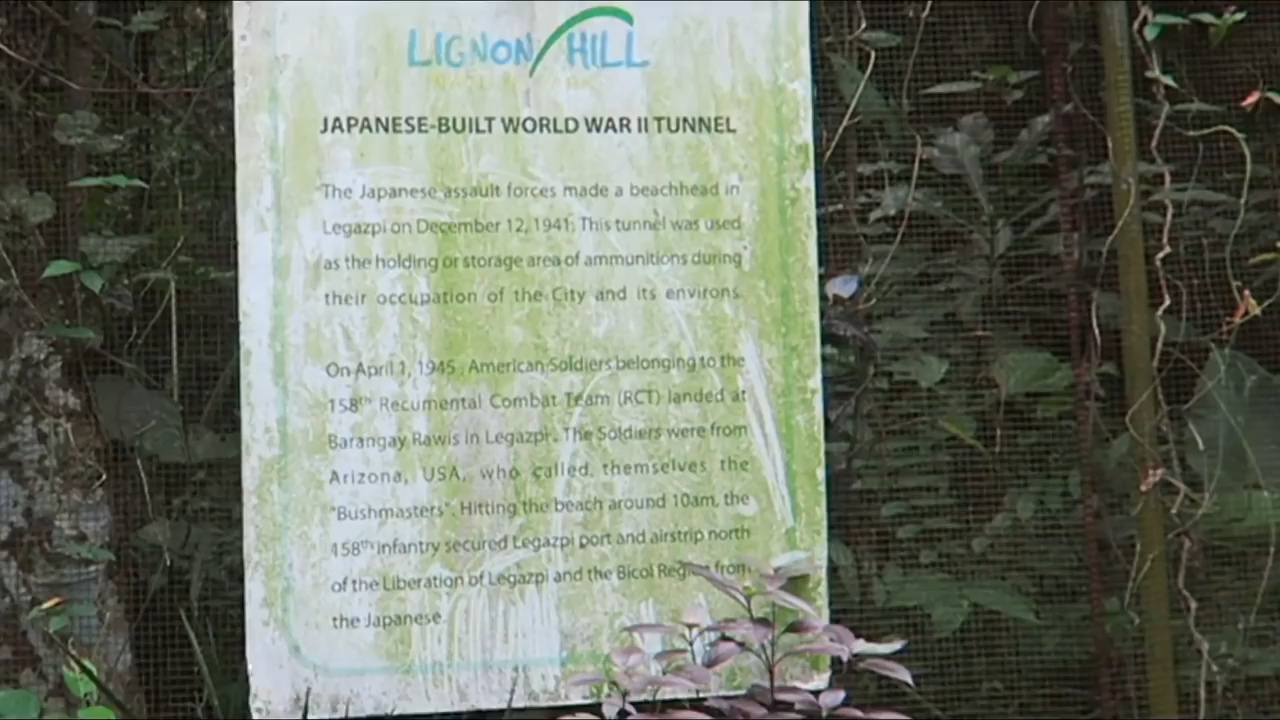 LIGNON HILL
JAPANESE-BUILT WORLD WAR II TUNNEL
The Japanese assault forces made a beachhead in
Legazpi on December 12, 1941. This tunnel was used
as the holding or storage area of ammunitions during
their occupation of the City and its environs.
On April 1, 1945, American Soldiers belonging to the
158th Recumental Combat Team (RCT) landed at
Barangay Rawis in Legazpi. The Soldiers were from
Arizona, USA, who called themselves the
"Bushmasters". Hitting the beach around 10am, the
158th Infantry secured Legazpi port and airstrip north
of the Liberation of Legazpi and the Bicol Region from
the Japanese.